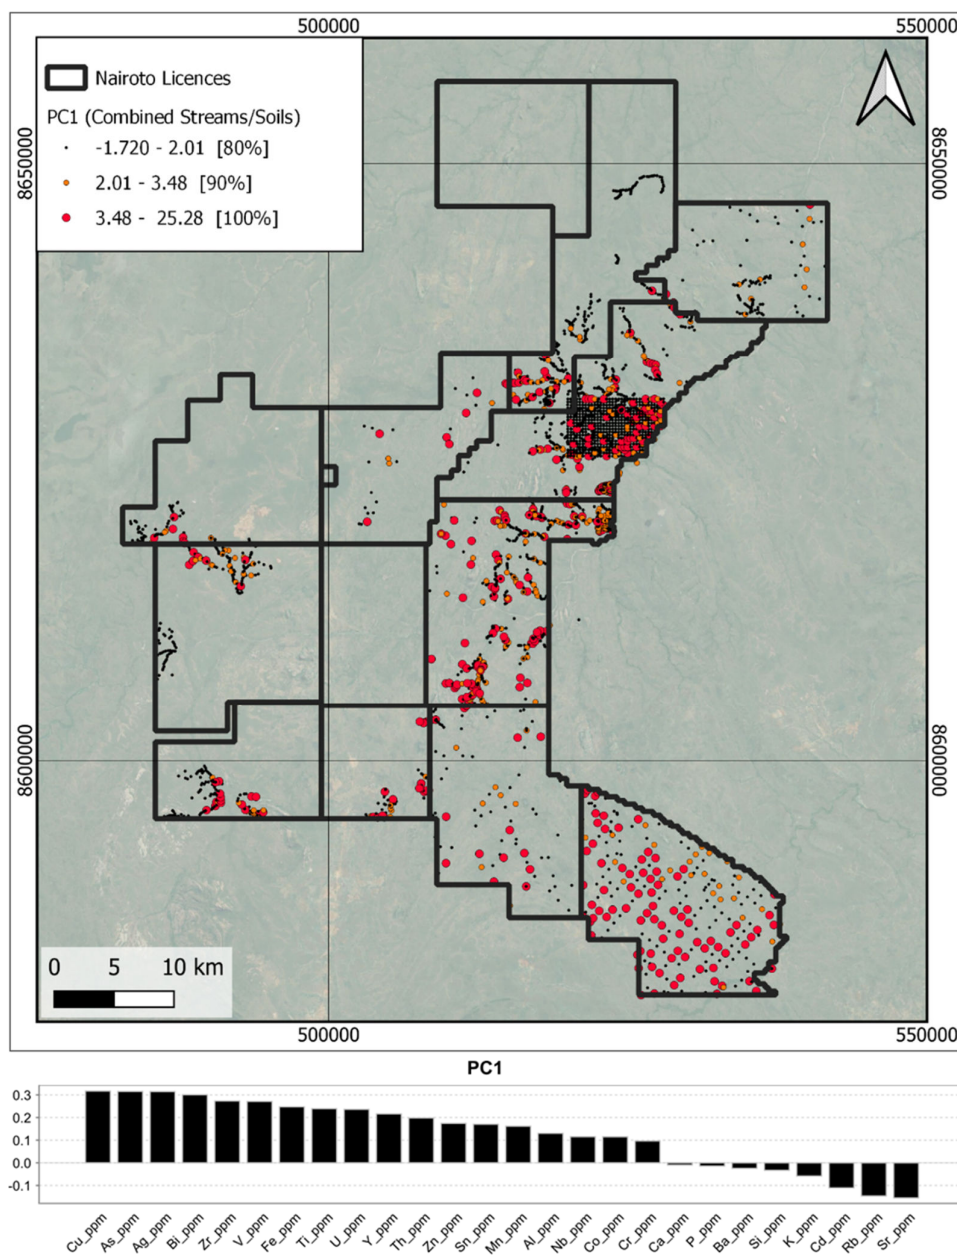 500000 550000
Nairoto Licences
PC1 (Combined Streams/Soils)
-1.720 - 2.01 [80%]
2.01 - 3.48 [90%]
3.48 - 25.28 [100%]
8650000 8650000
8600000 8600000
0 5 10 km
500000 550000
PC1
0.3
0.2
0.1
0.0
-0.1
Cu_ppm As_ppm Ag_ppm Bi_ppm Zr_ppm V_ppm Fe_ppm Ti_ppm U_ppm Y_ppm Th_ppm Zn_ppm Sn_ppm Mn_ppm Al_ppm Nb_ppm Co_ppm Cr_ppm Ca_ppm P_ppm Ba_ppm Si_ppm K_ppm Cd_ppm Rb_ppm Sr_ppm